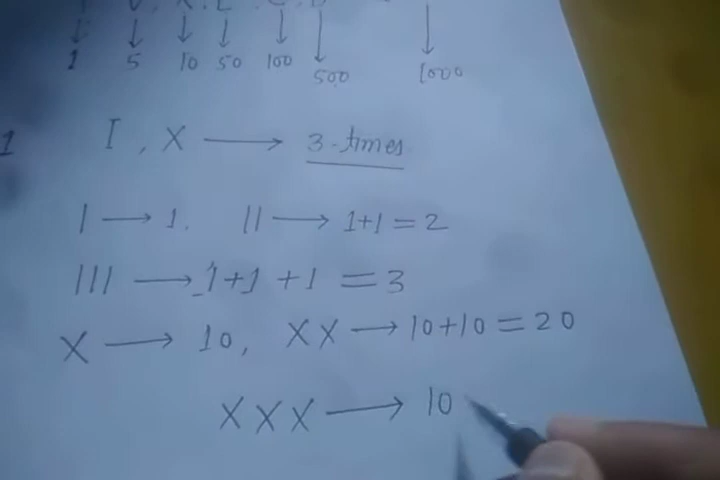 1 5 10 50 100 500 1000
1 I, X → 3-times
I → 1. II → 1+1=2
III → 1+1+1=3
X → 10, XX → 10+10=20
XXX → 10